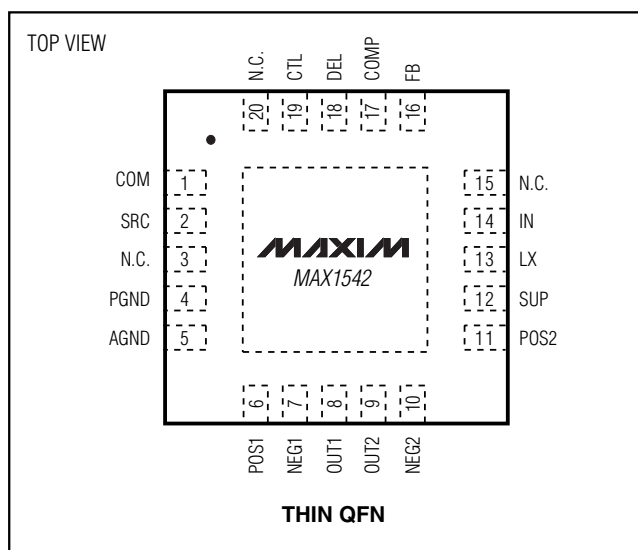 TOP VIEW
N.C. CTL DEL COMP FB
20 19 18 17 16
COM 1
SRC 2
N.C. 3
PGND 4
AGND 5
MAXIM
MAX1542
15 N.C.
14 IN
13 LX
12 SUP
11 POS2
6 7 8 9 10
POS1 NEG1 OUT1 OUT2 NEG2
THIN QFN